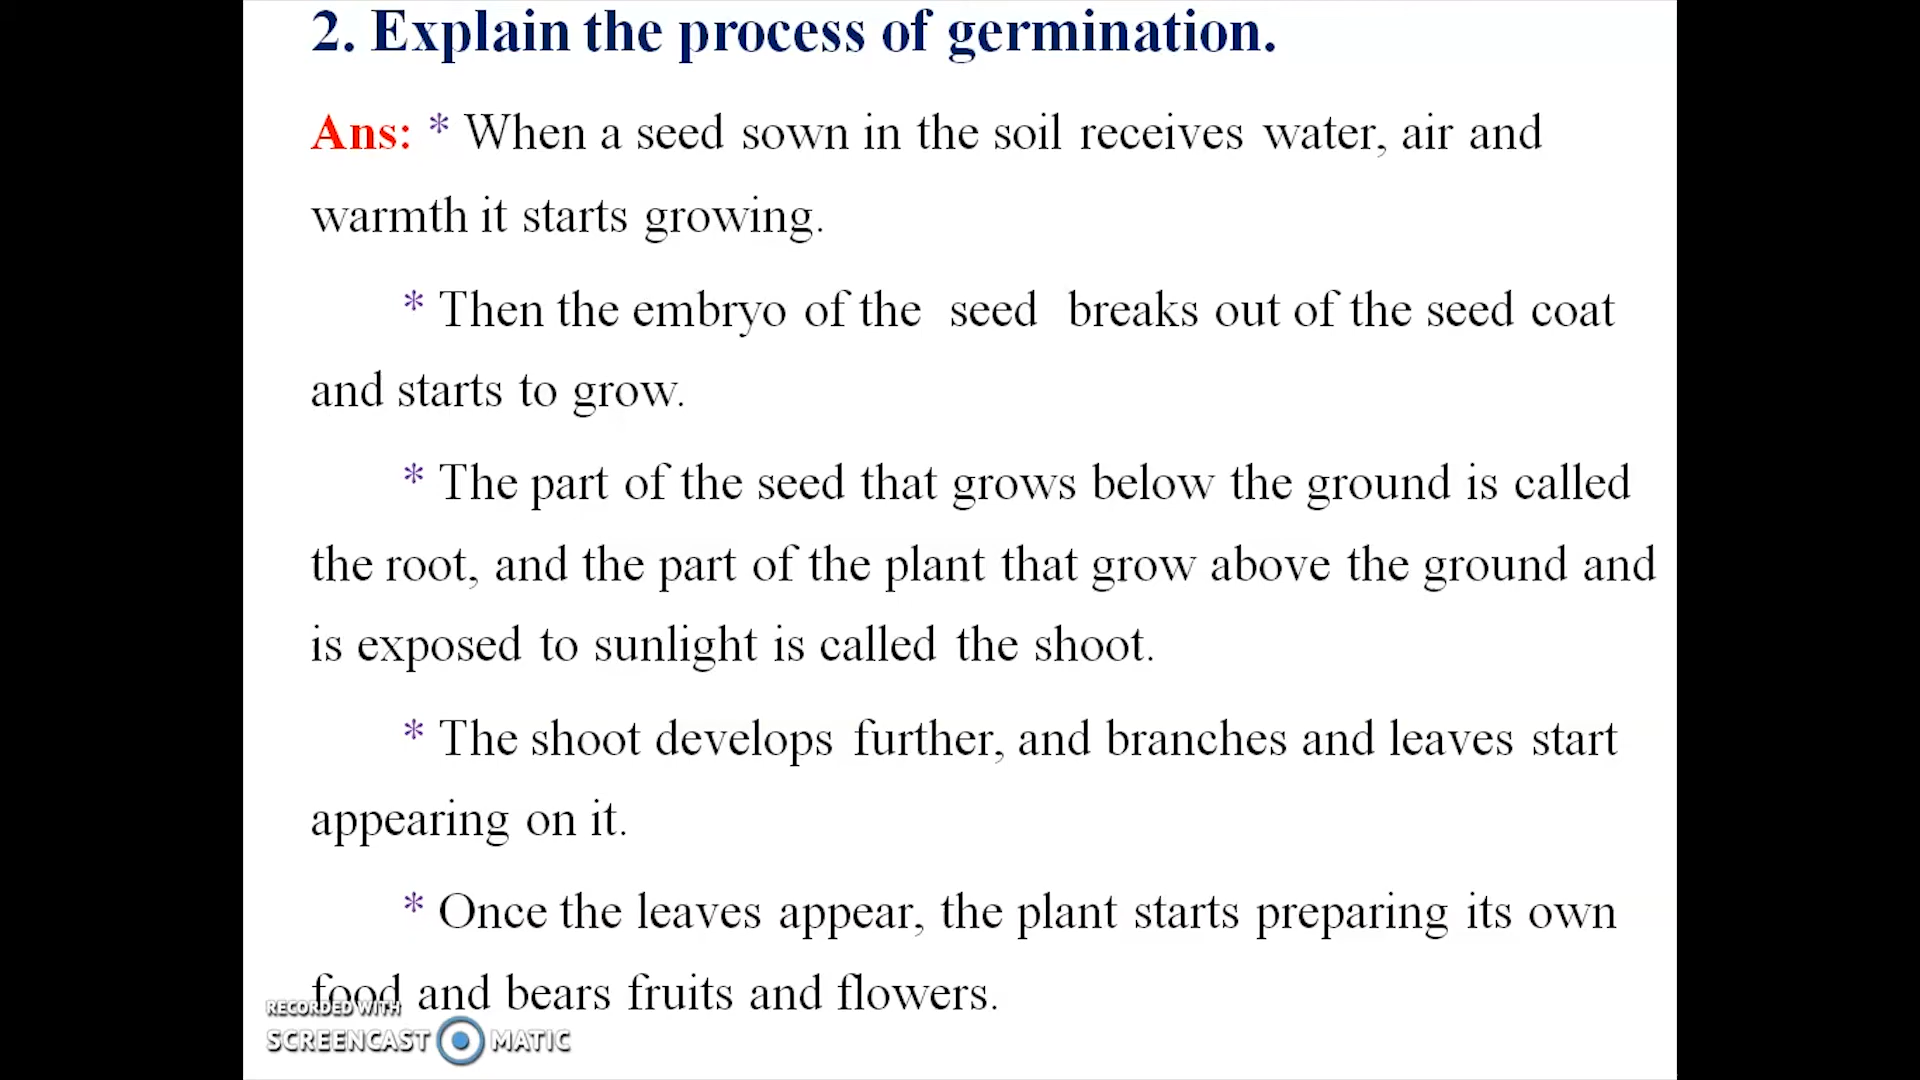 2. Explain the process of germination.
Ans: * When a seed sown in the soil receives water, air and
warmth it starts growing.
* Then the embryo of the seed breaks out of the seed coat
and starts to grow.
* The part of the seed that grows below the ground is called
the root, and the part of the plant that grow above the ground and
is exposed to sunlight is called the shoot.
* The shoot develops further, and branches and leaves start
appearing on it.
* Once the leaves appear, the plant starts preparing its own
food and bears fruits and flowers.
RECORDED WITH
SCREENCAST MATIC